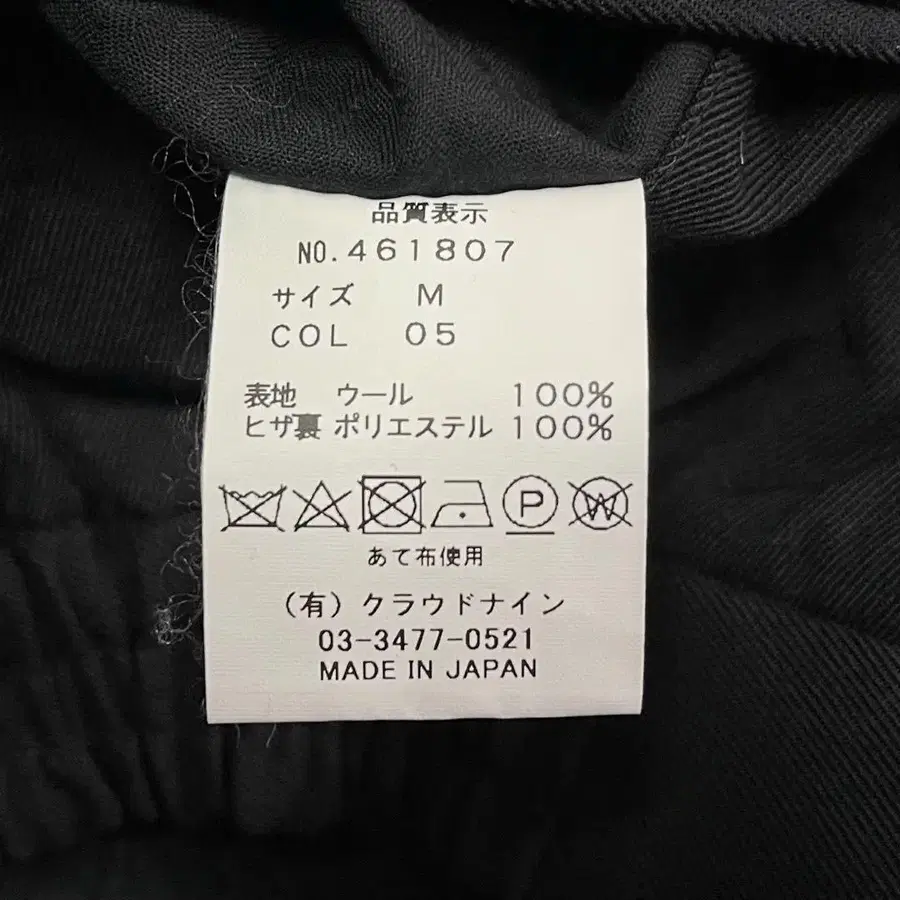 品質表示
NO.461807
サイズ M
COL 05
表地 ウール 100%
ヒザ裏 ポリエステル 100%
P W
あて布使用
(有)クラウドナイン
03-3477-0521
MADE IN JAPAN